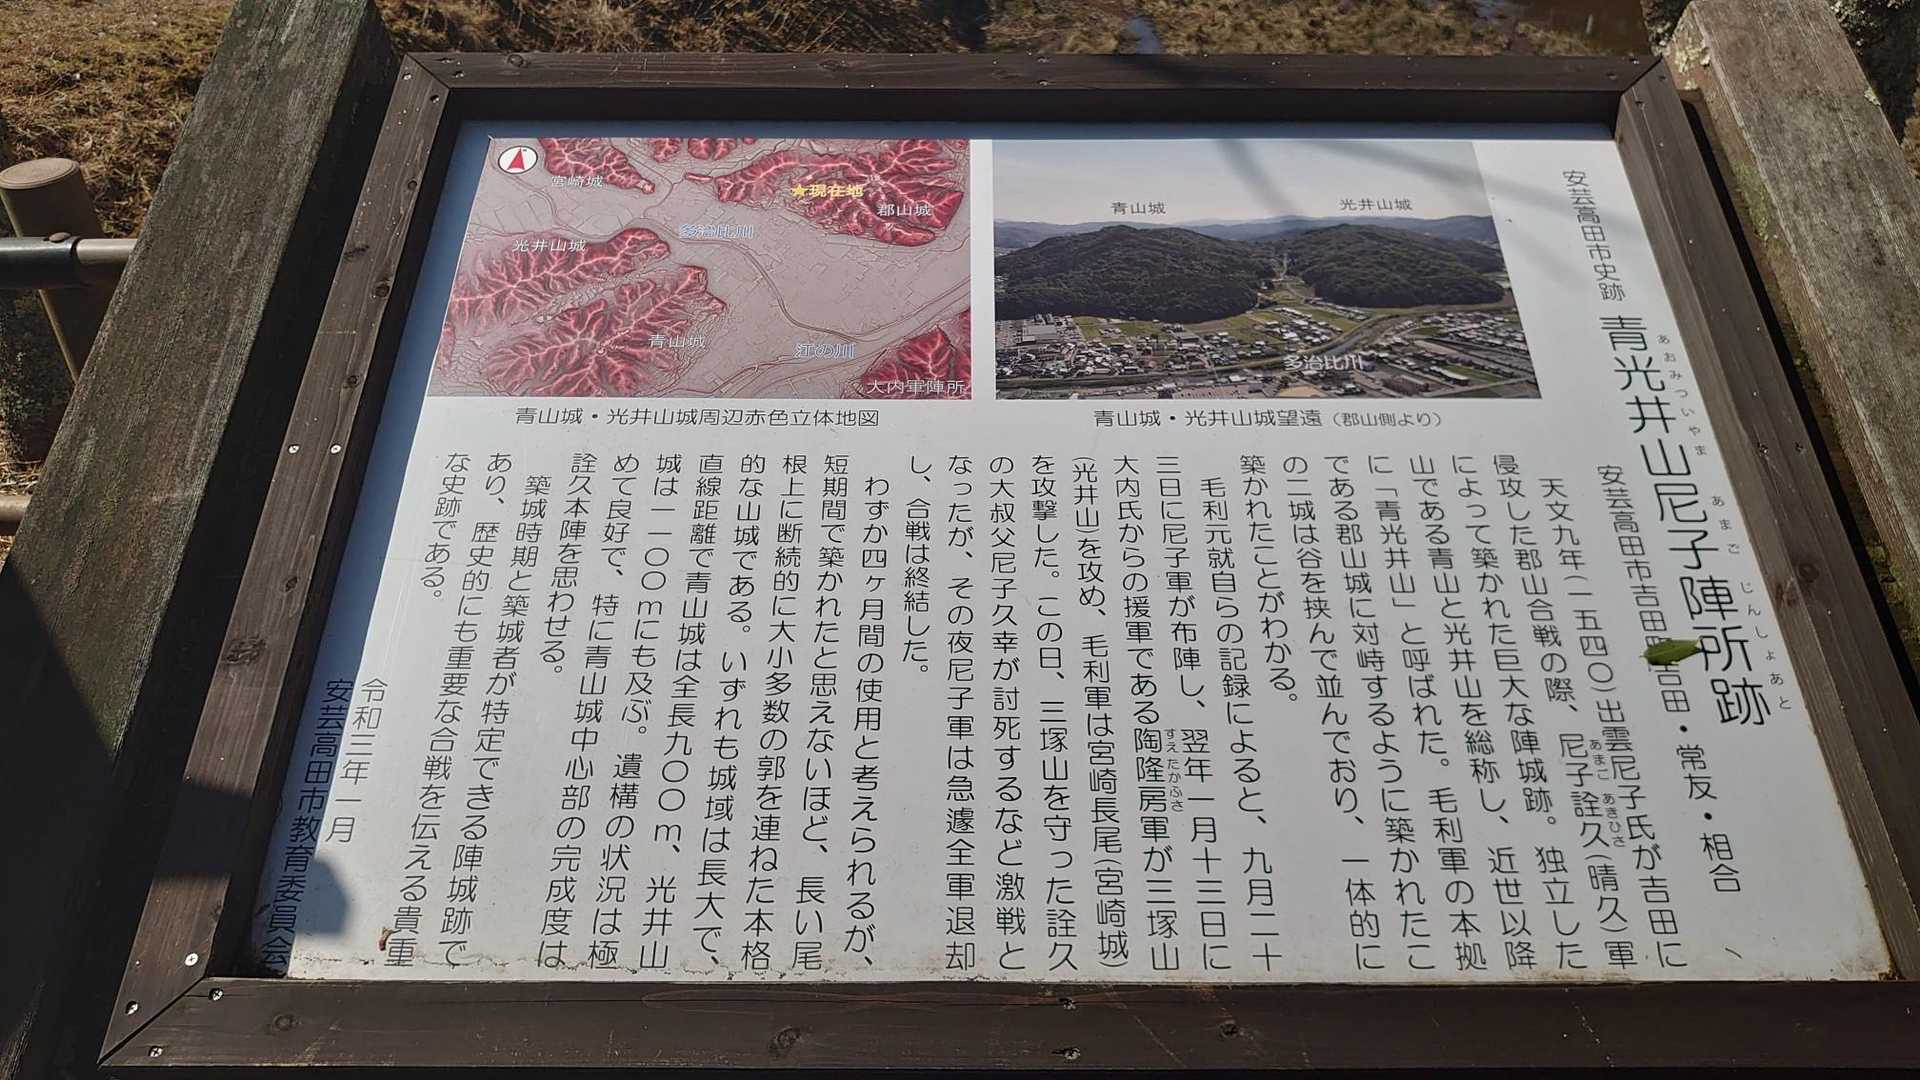 安芸高田市史跡
青光井山尼子陣所跡
あおみついやま あまご じんしょあと
安芸高田市吉田町吉田・常友・相合
天文九年(一五四〇)出雲尼子氏が吉田に
侵攻した郡山合戦の際、尼子詮久(晴久)軍
あまこ あきひさ
によって築かれた巨大な陣城跡。独立した
山である青山と光井山を総称し、近世以降
に「青光井山」と呼ばれた。毛利軍の本拠
である郡山城に対峙するように築かれたこ
の二城は谷を挟んで並んでおり、一体的に
築かれたことがわかる。
毛利元就自らの記録によると、九月二十
三日に尼子軍が布陣し、翌年一月十三日に
大内氏からの援軍である陶隆房軍が三塚山
すえたかふさ
(光井山)を攻め、毛利軍は宮崎長尾(宮崎城)
を攻撃した。この日、三塚山を守った詮久
の大叔父尼子久幸が討死するなど激戦と
なったが、その夜尼子軍は急遽全軍退却
し、合戦は終結した。
わずか四ヶ月間の使用と考えられるが、
短期間で築かれたと思えないほど、長い尾
根上に断続的に大小多数の郭を連ねた本格
的な山城である。いずれも城域は長大で、
直線距離で青山城は全長九〇〇m、光井山
城は一一〇〇mにも及ぶ。遺構の状況は極
めて良好で、特に青山城中心部の完成度は
詮久本陣を思わせる。
築城時期と築城者が特定できる陣城跡で
あり、歴史的にも重要な合戦を伝える貴重
な史跡である。
令和三年一月
安芸高田市教育委員会
青山城
光井山城
多治比川
青山城・光井山城望遠(郡山側より)
宮崎城
★現在地
郡山城
多治比川
光井山城
青山城
江の川
大内軍陣所
青山城・光井山城周辺赤色立体地図